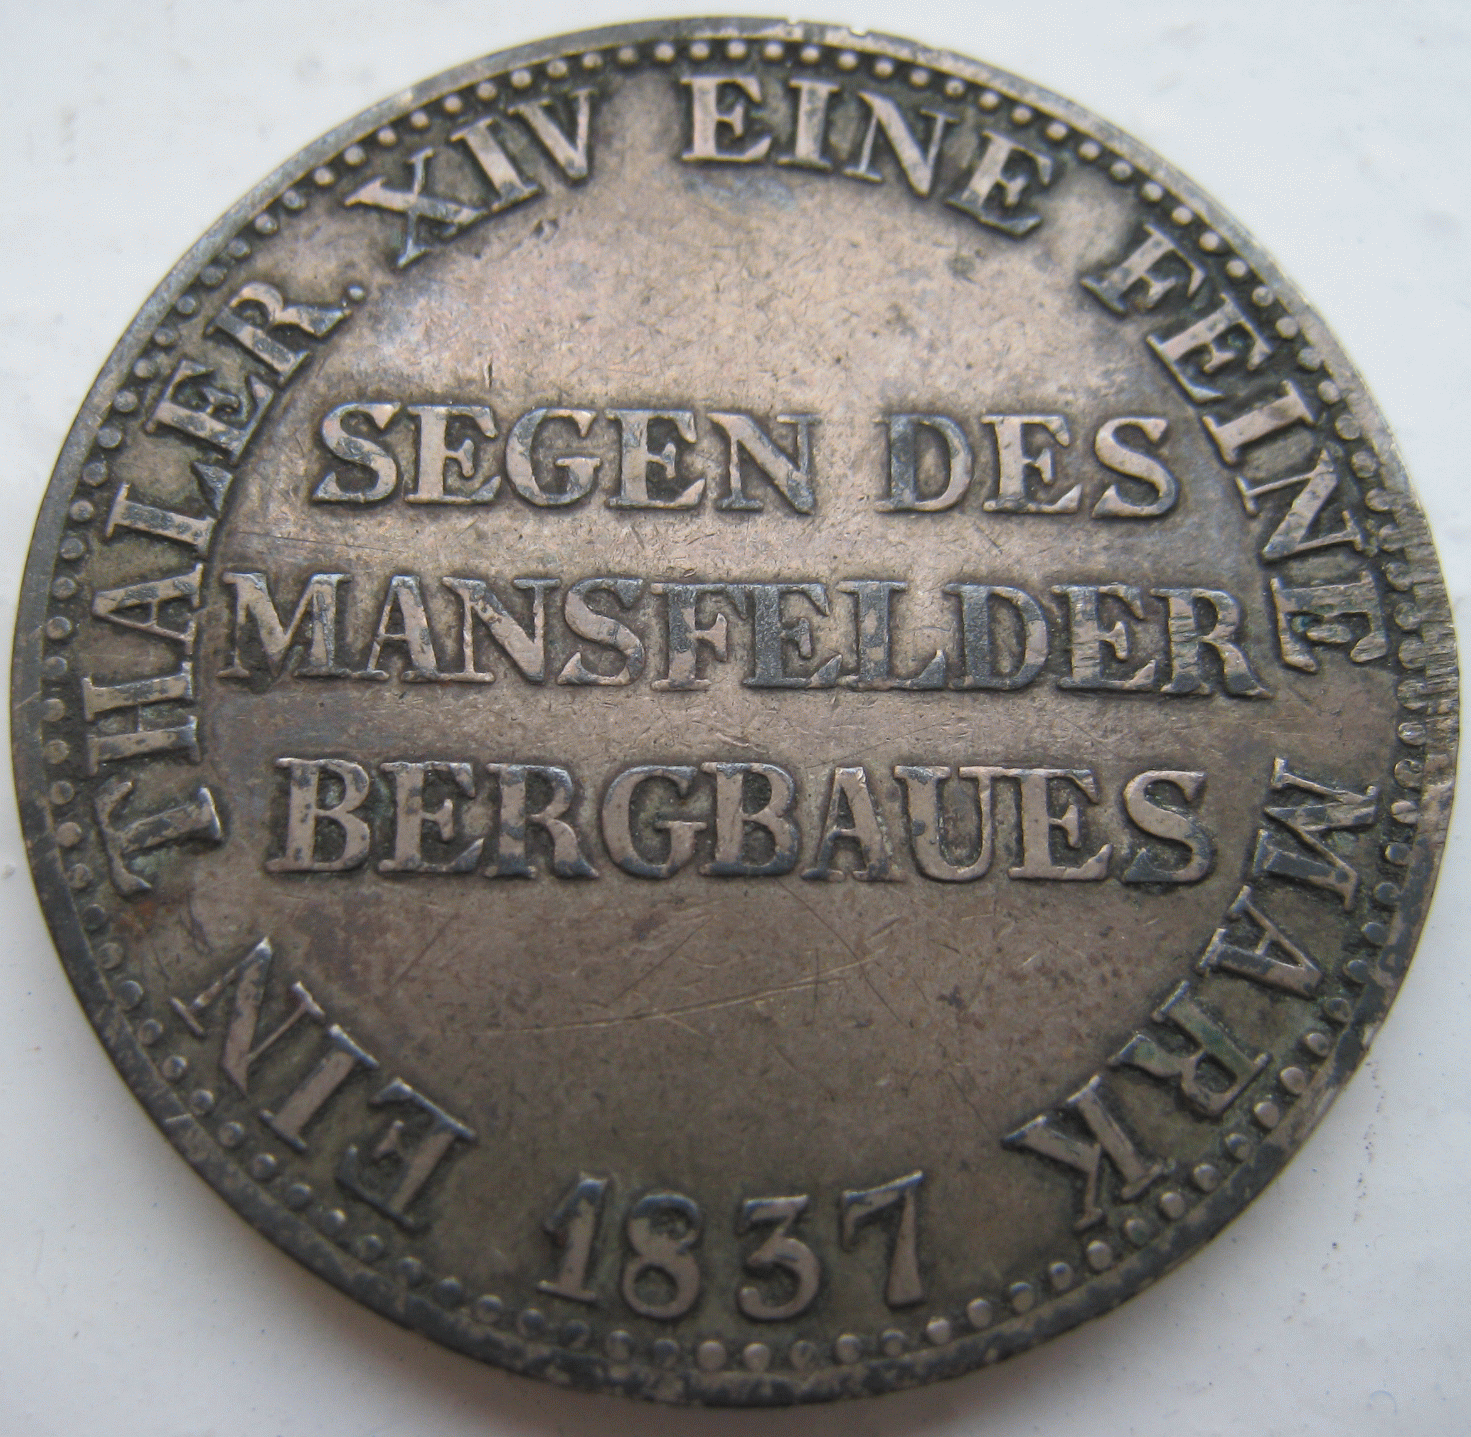 EIN THALER. XIV EINE FEINE MARK
SEGEN DES
MANSFELDER
BERGBAUES
1837